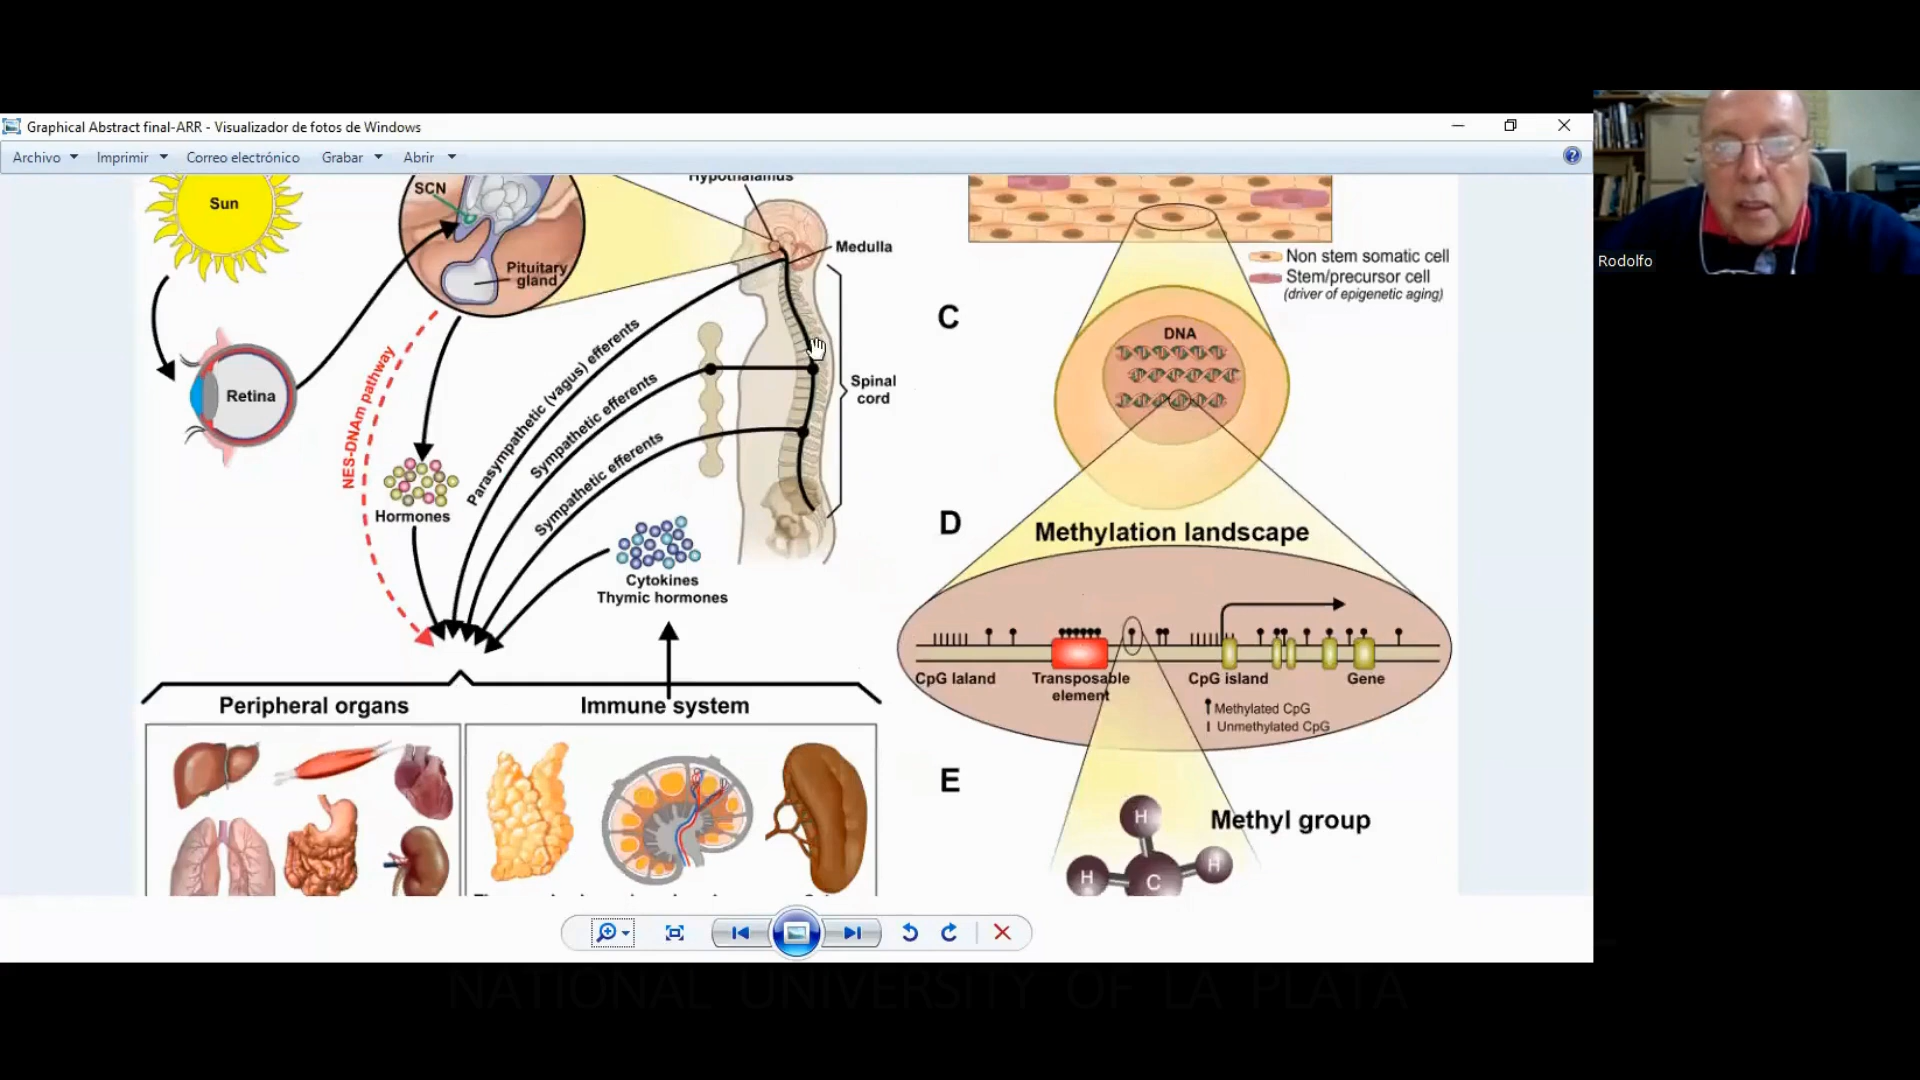 Graphical Abstract final-ARR - Visualizador de fotos de Windows
Archivo Imprimir Correo electrónico Grabar Abrir
Rodolfo
Sun
SCN
Pituitary
gland
Hypothalamus
Medulla
Spinal
cord
Retina
NES-DNAm pathway
Hormones
Parasympathetic (vagus) efferents
Sympathetic efferents
Sympathetic efferents
Cytokines
Thymic hormones
Peripheral organs
Immune system
Non stem somatic cell
Stem/precursor cell
(driver of epigenetic aging)
C
DNA
D
Methylation landscape
CpG Ialand
Transposable
element
CpG island
Gene
Methylated CpG
Unmethylated CpG
E
Methyl group
H
H
H
C
NATIONAL UNIVERSITY OF LA PLATA